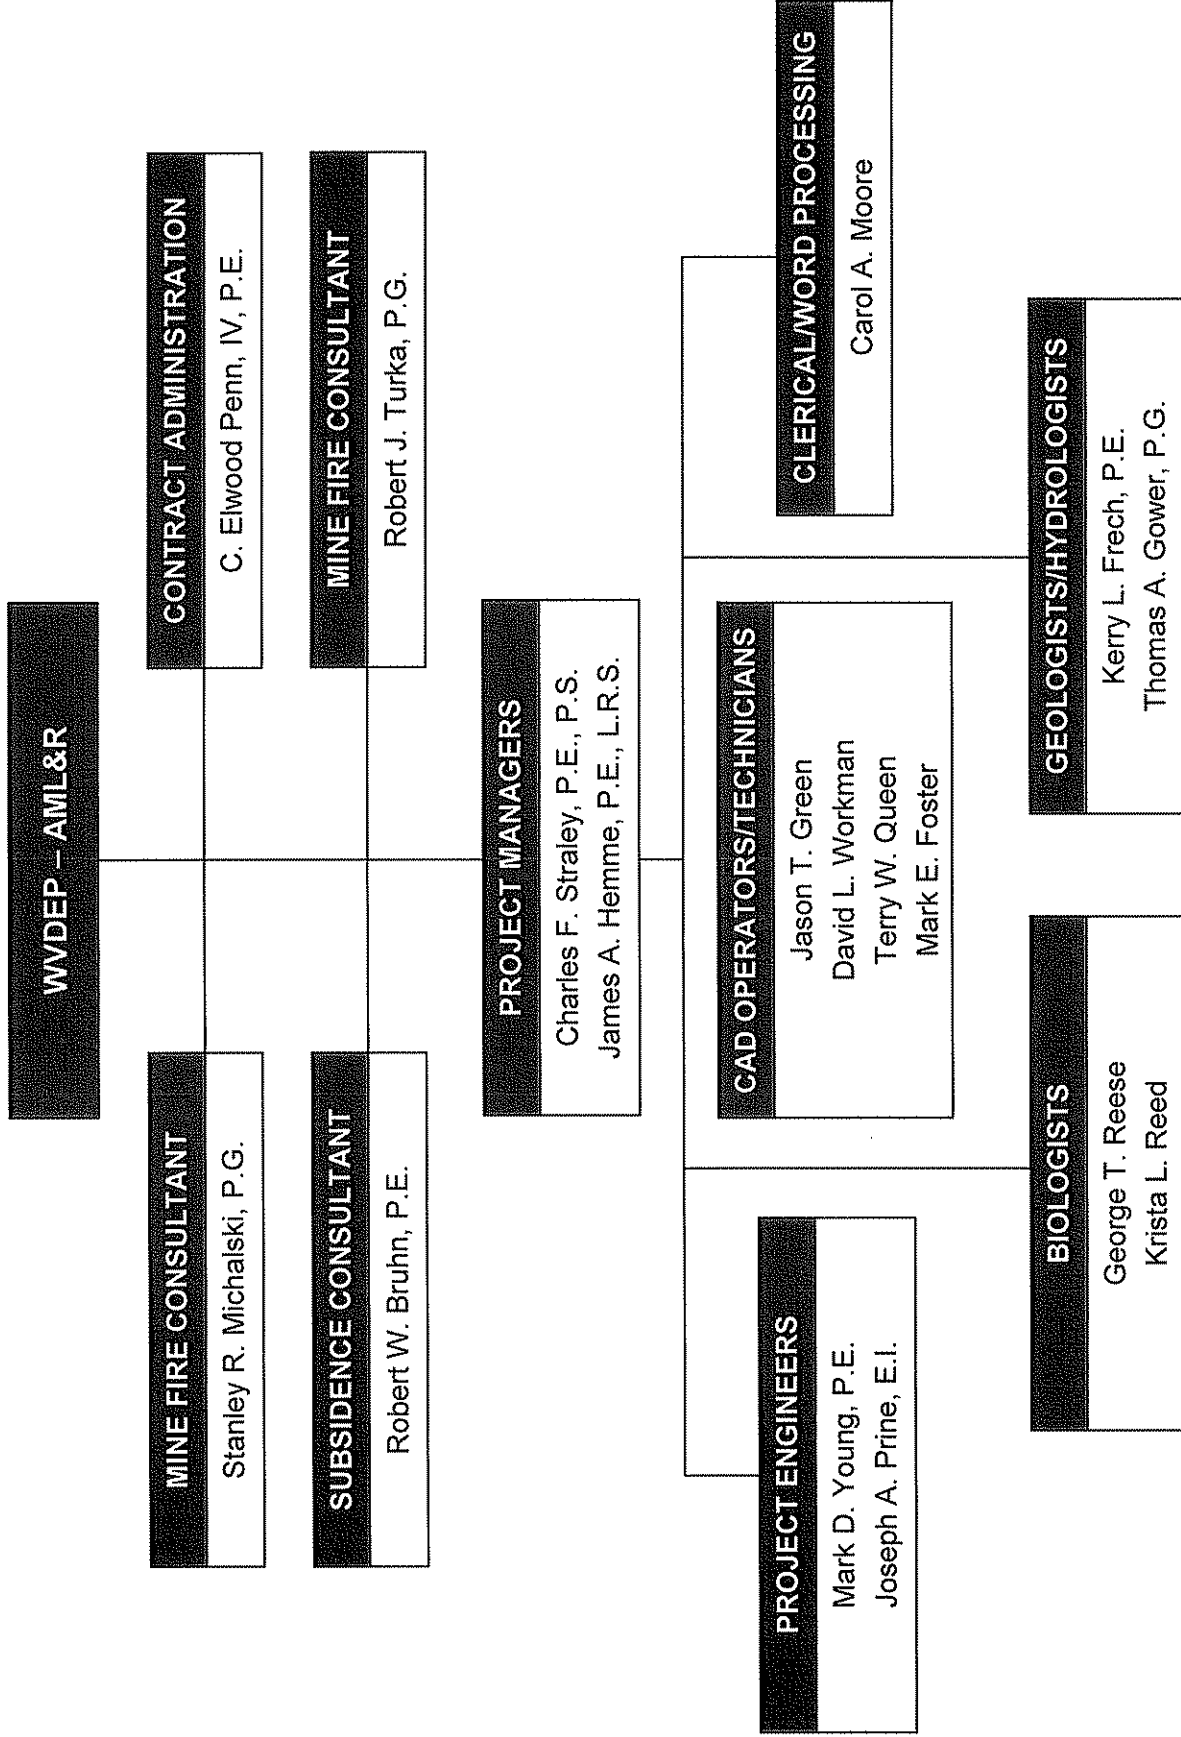 WVDEP – AML&R
MINE FIRE CONSULTANT
Stanley R. Michalski, P.G.
CONTRACT ADMINISTRATION
C. Elwood Penn, IV, P.E.
SUBSIDENCE CONSULTANT
Robert W. Bruhn, P.E.
MINE FIRE CONSULTANT
Robert J. Turka, P.G.
PROJECT MANAGERS
Charles F. Straley, P.E., P.S.
James A. Hemme, P.E., L.R.S.
PROJECT ENGINEERS
Mark D. Young, P.E.
Joseph A. Prine, E.I.
CAD OPERATORS/TECHNICIANS
Jason T. Green
David L. Workman
Terry W. Queen
Mark E. Foster
CLERICAL/WORD PROCESSING
Carol A. Moore
BIOLOGISTS
George T. Reese
Krista L. Reed
GEOLOGISTS/HYDROLOGISTS
Kerry L. Frech, P.E.
Thomas A. Gower, P.G.